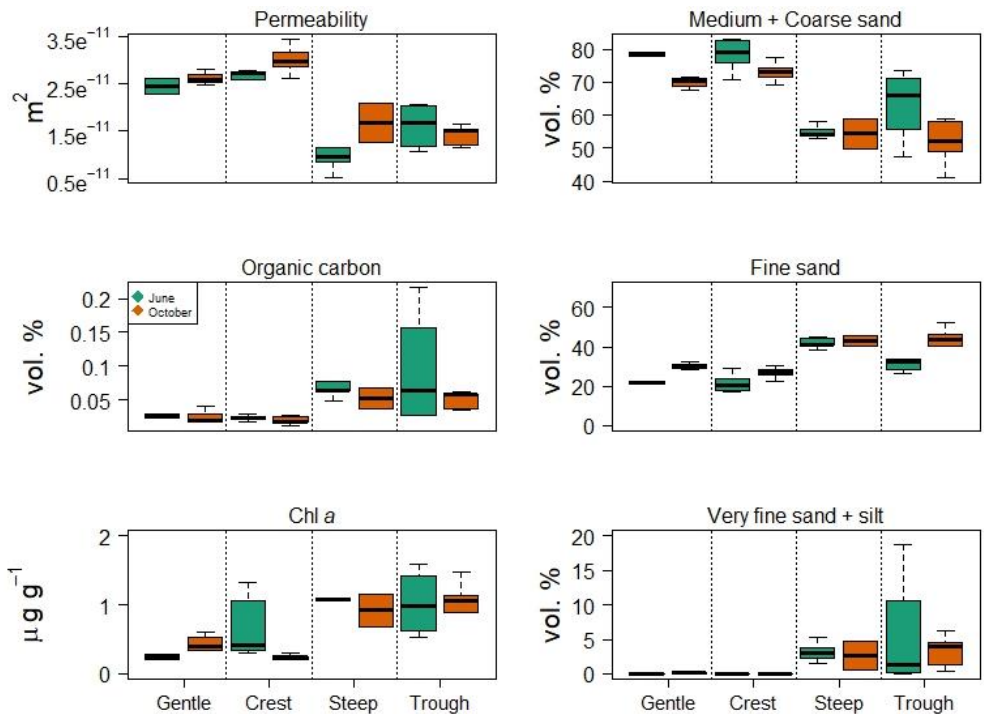 Permeability
m²
3.5e⁻¹¹
2.5e⁻¹¹
1.5e⁻¹¹
0.5e⁻¹¹
Medium + Coarse sand
vol. %
80
70
60
50
40
Organic carbon
vol. %
0.2
0.15
0.1
0.05
June
October
Fine sand
vol. %
60
40
20
0
Chl a
μg g⁻¹
2
1
0
Gentle Crest Steep Trough
Very fine sand + silt
vol. %
20
15
10
5
0
Gentle Crest Steep Trough